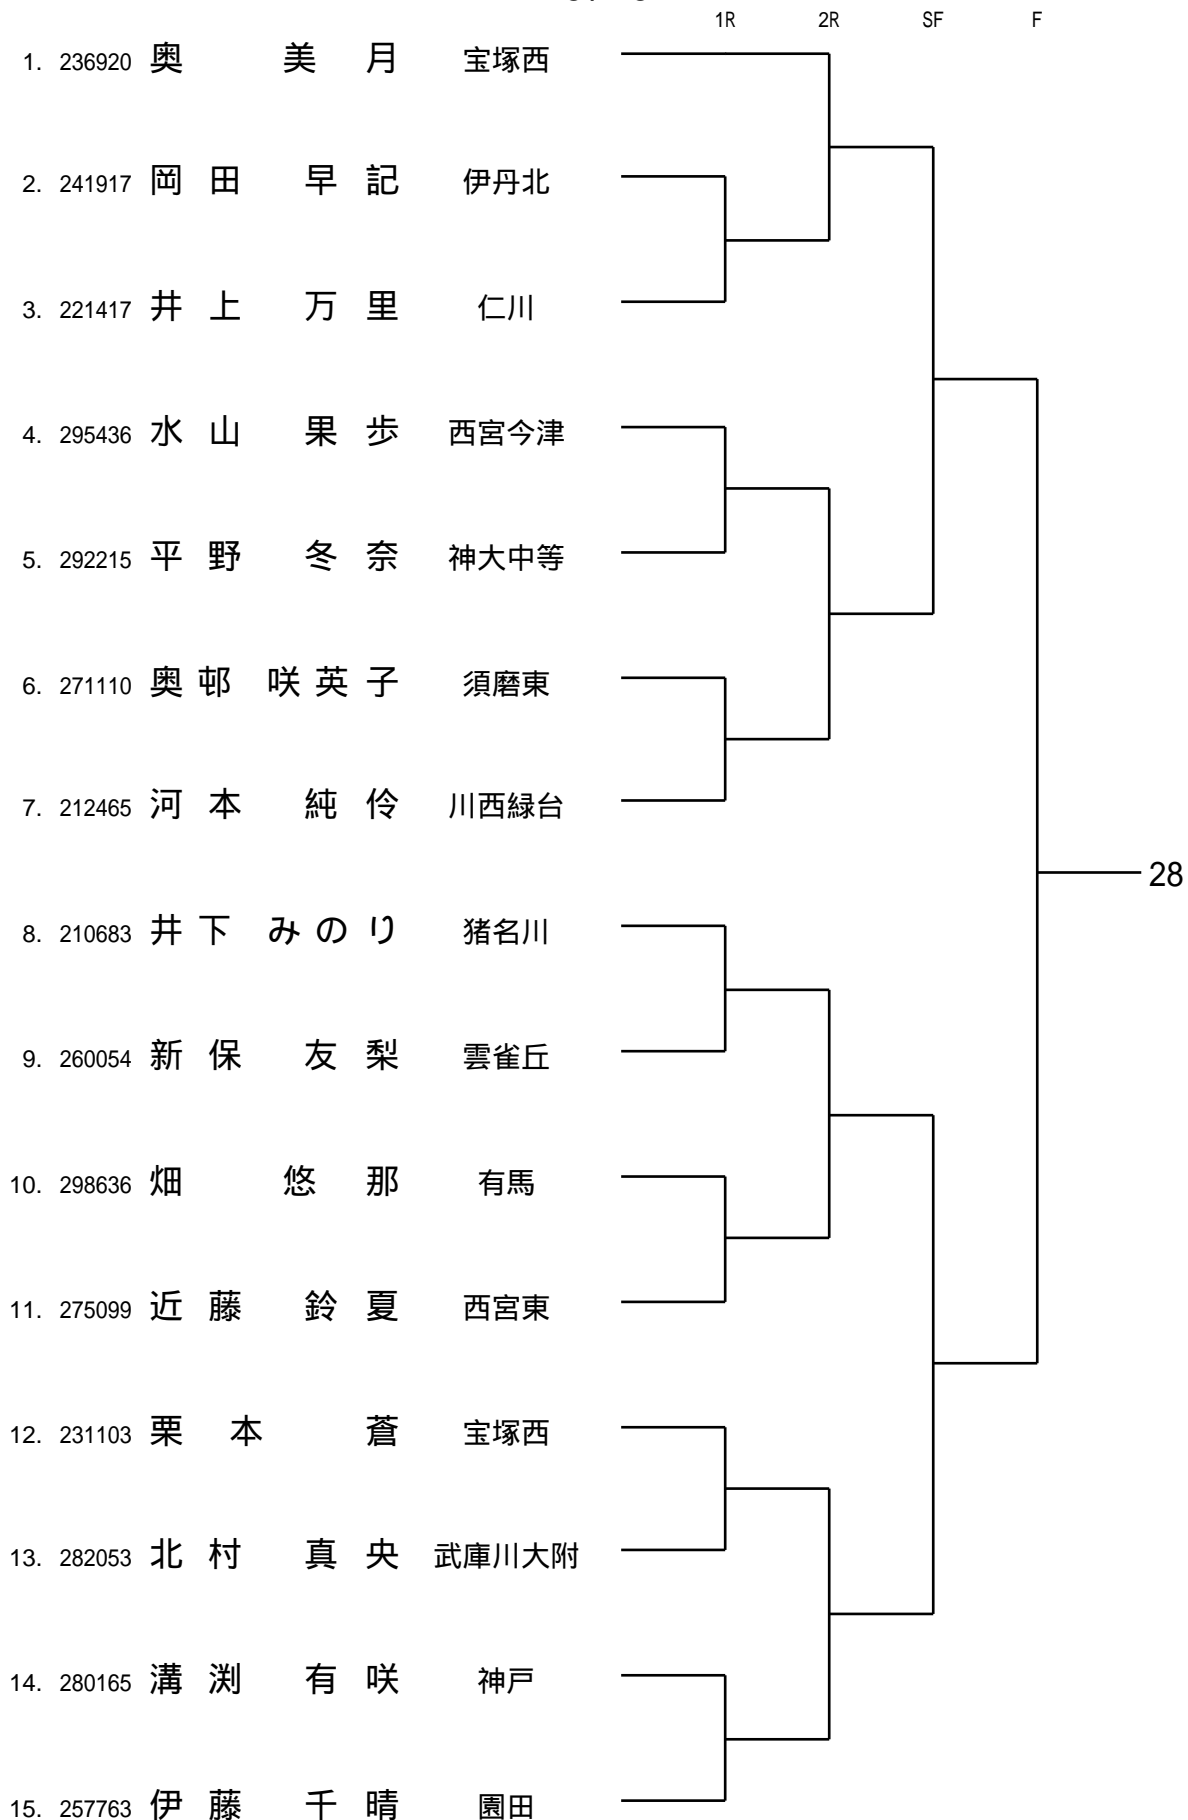 1R 2R SF F
1. 236920 奥 美 月 宝塚西
2. 241917 岡 田 早 記 伊丹北
3. 221417 井 上 万 里 仁川
4. 295436 水 山 果 歩 西宮今津
5. 292215 平 野 冬 奈 神大中等
6. 271110 奥 邨 咲 英 子 須磨東
7. 212465 河 本 純 伶 川西緑台
28
8. 210683 井 下 み の り 猪名川
9. 260054 新 保 友 梨 雲雀丘
10. 298636 畑 悠 那 有馬
11. 275099 近 藤 鈴 夏 西宮東
12. 231103 栗 本 蒼 宝塚西
13. 282053 北 村 真 央 武庫川大附
14. 280165 溝 渕 有 咲 神戸
15. 257763 伊 藤 千 晴 園田